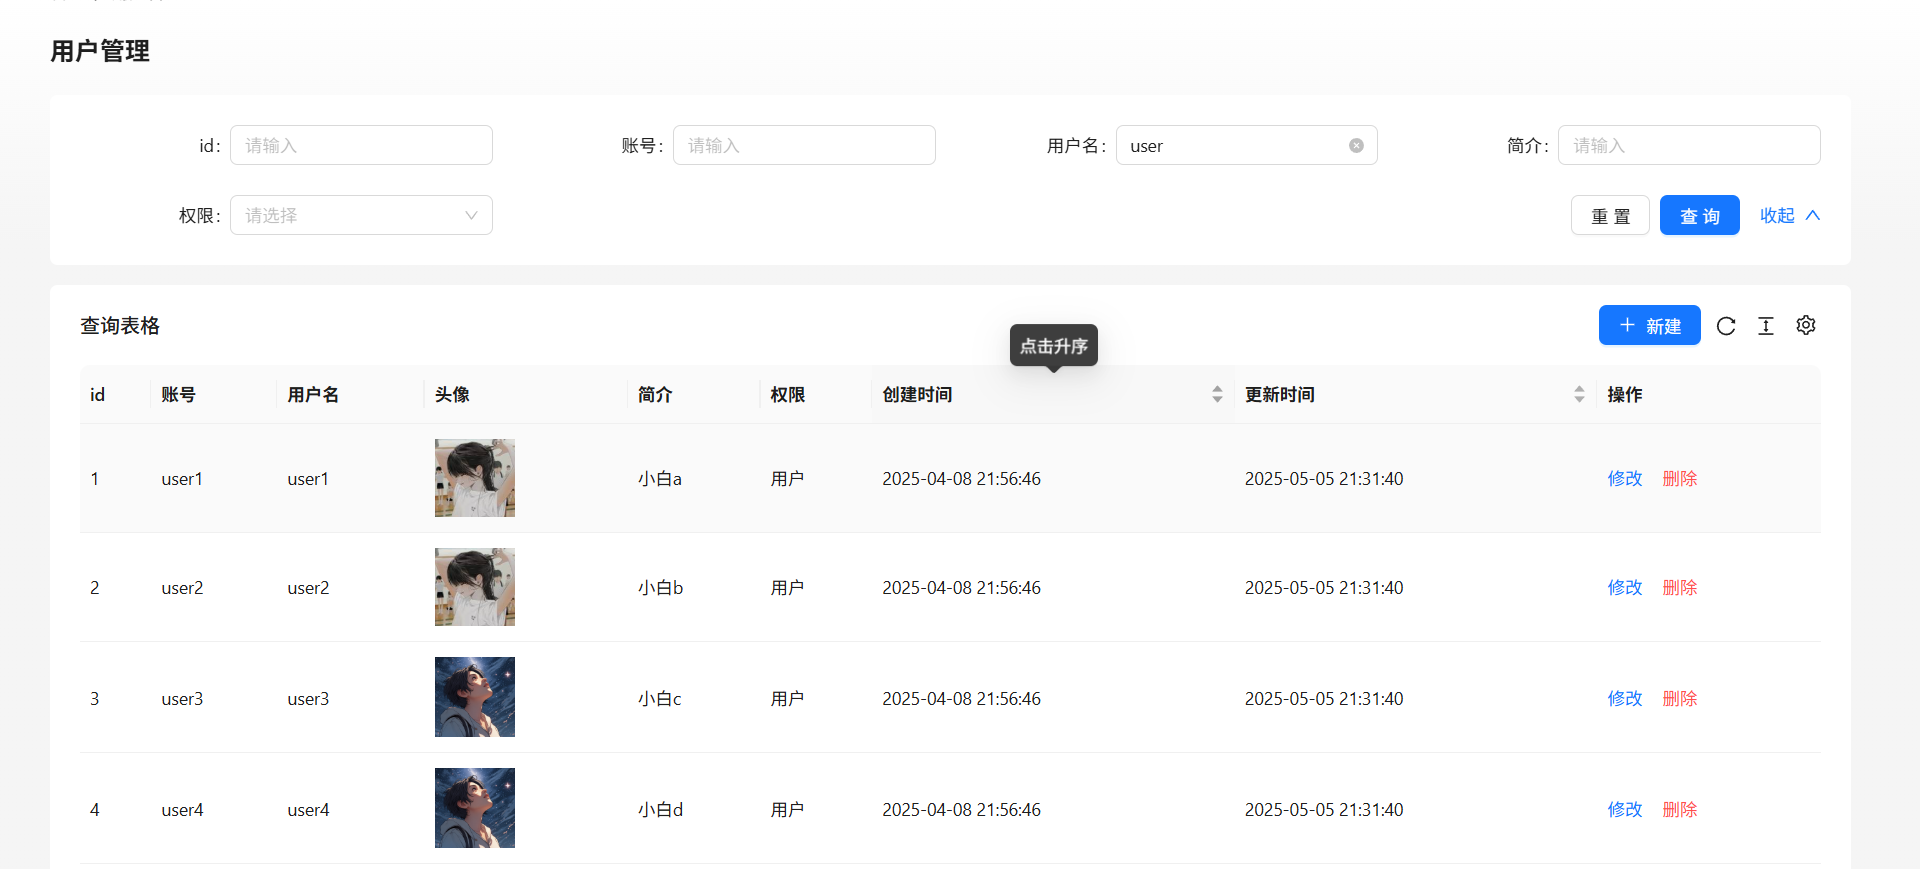 用户管理
id: 请输入 账号: 请输入 用户名: user 简介: 请输入
权限: 请选择 重 置 查 询 收起
查询表格 新建
点击升序
id 账号 用户名 头像 简介 权限 创建时间 更新时间 操作
1 user1 user1 小白a 用户 2025-04-08 21:56:46 2025-05-05 21:31:40 修改 删除
2 user2 user2 小白b 用户 2025-04-08 21:56:46 2025-05-05 21:31:40 修改 删除
3 user3 user3 小白c 用户 2025-04-08 21:56:46 2025-05-05 21:31:40 修改 删除
4 user4 user4 小白d 用户 2025-04-08 21:56:46 2025-05-05 21:31:40 修改 删除